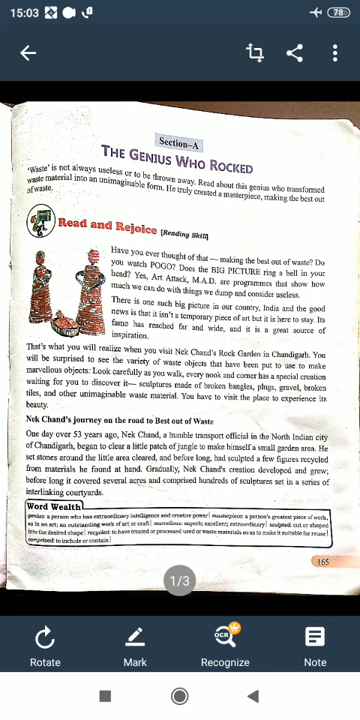 15:03
78
Section–A
THE GENIUS WHO ROCKED
'Waste' is not always useless or to be thrown away. Read about this genius who transformed
waste material into an unimaginable form. He truly created a masterpiece, making the best out
of waste.
Read and Rejoice [Reading Skill]
Have you ever thought of that — making the best out of waste? Do
you watch POGO? Does the BIG PICTURE ring a bell in your
head? Yes, Art Attack, M.A.D. are programmes that show how
much we can do with things we dump and consider useless.
There is one such big picture in our country, India and the good
news is that it isn't a temporary piece of art but it is here to stay. Its
fame has reached far and wide, and it is a great source of
inspiration.
That's what you will realize when you visit Nek Chand's Rock Garden in Chandigarh. You
will be surprised to see the variety of waste objects that have been put to use to make
marvellous objects. Look carefully as you walk, every nook and corner has a special creation
waiting for you to discover it— sculptures made of broken bangles, plugs, gravel, broken
tiles, and other unimaginable waste material. You have to visit the place to experience its
beauty.
Nek Chand's journey on the road to Best out of Waste
One day over 53 years ago, Nek Chand, a humble transport official in the North Indian city
of Chandigarh, began to clear a little patch of jungle to make himself a small garden area. He
set stones around the little area cleared, and before long, had sculpted a few figures recycled
from materials he found at hand. Gradually, Nek Chand's creation developed and grew;
before long it covered several acres and comprised hundreds of sculptures set in a series of
interlinking courtyards.
Word Wealth
genius: a person who has extraordinary intelligence and creative power| masterpiece: a person's greatest piece of work,
as in art; an outstanding work of art or craft| marvellous: superb; excellent; extraordinary| sculpted: cut or shaped
into the desired shape| recycled: to have treated or processed used or waste materials so as to make it suitable for reuse|
comprised: to include or contain|
165
1/3
OCR
Rotate
Mark
Recognize
Note